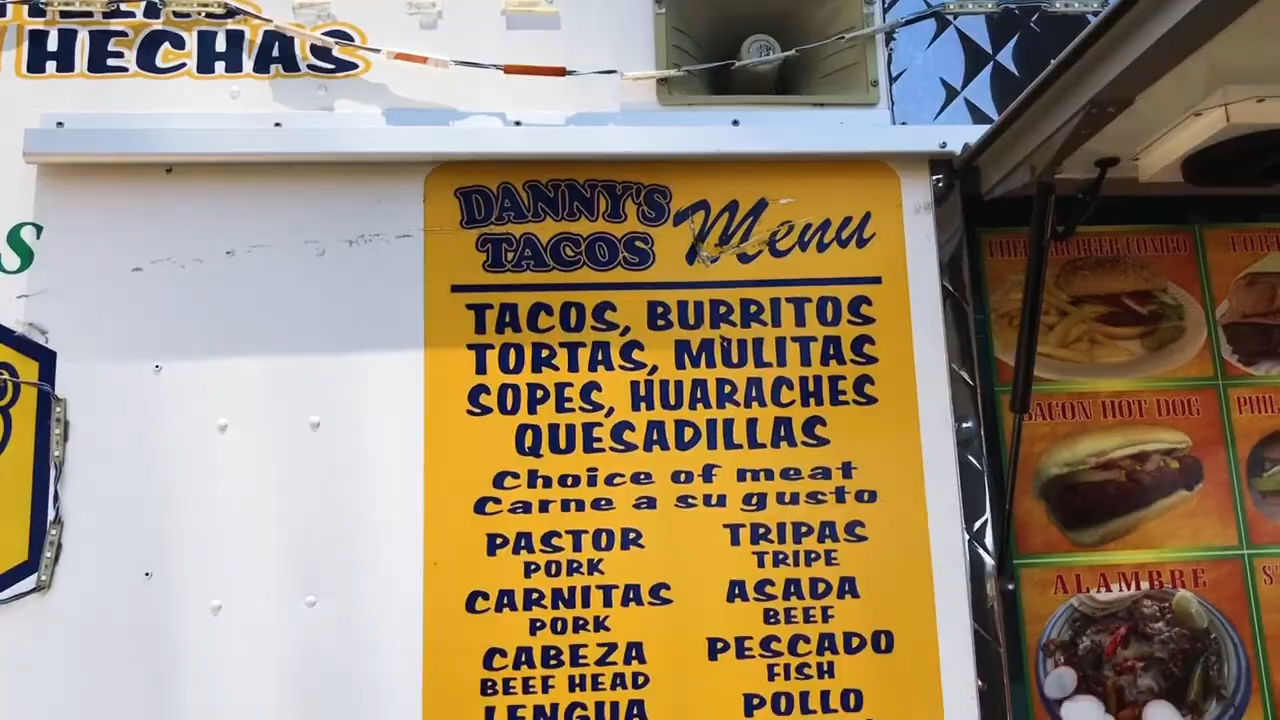 HECHAS
S
DANNY'S
TACOS
Menu
TACOS, BURRITOS
TORTAS, MULITAS
SOPES, HUARACHES
QUESADILLAS
Choice of meat
Carne a su gusto
PASTOR
PORK
CARNITAS
PORK
CABEZA
BEEF HEAD
LENGUA
TRIPAS
TRIPE
ASADA
BEEF
PESCADO
FISH
POLLO
COMBO
BACON HOT DOG
ALAMBRE